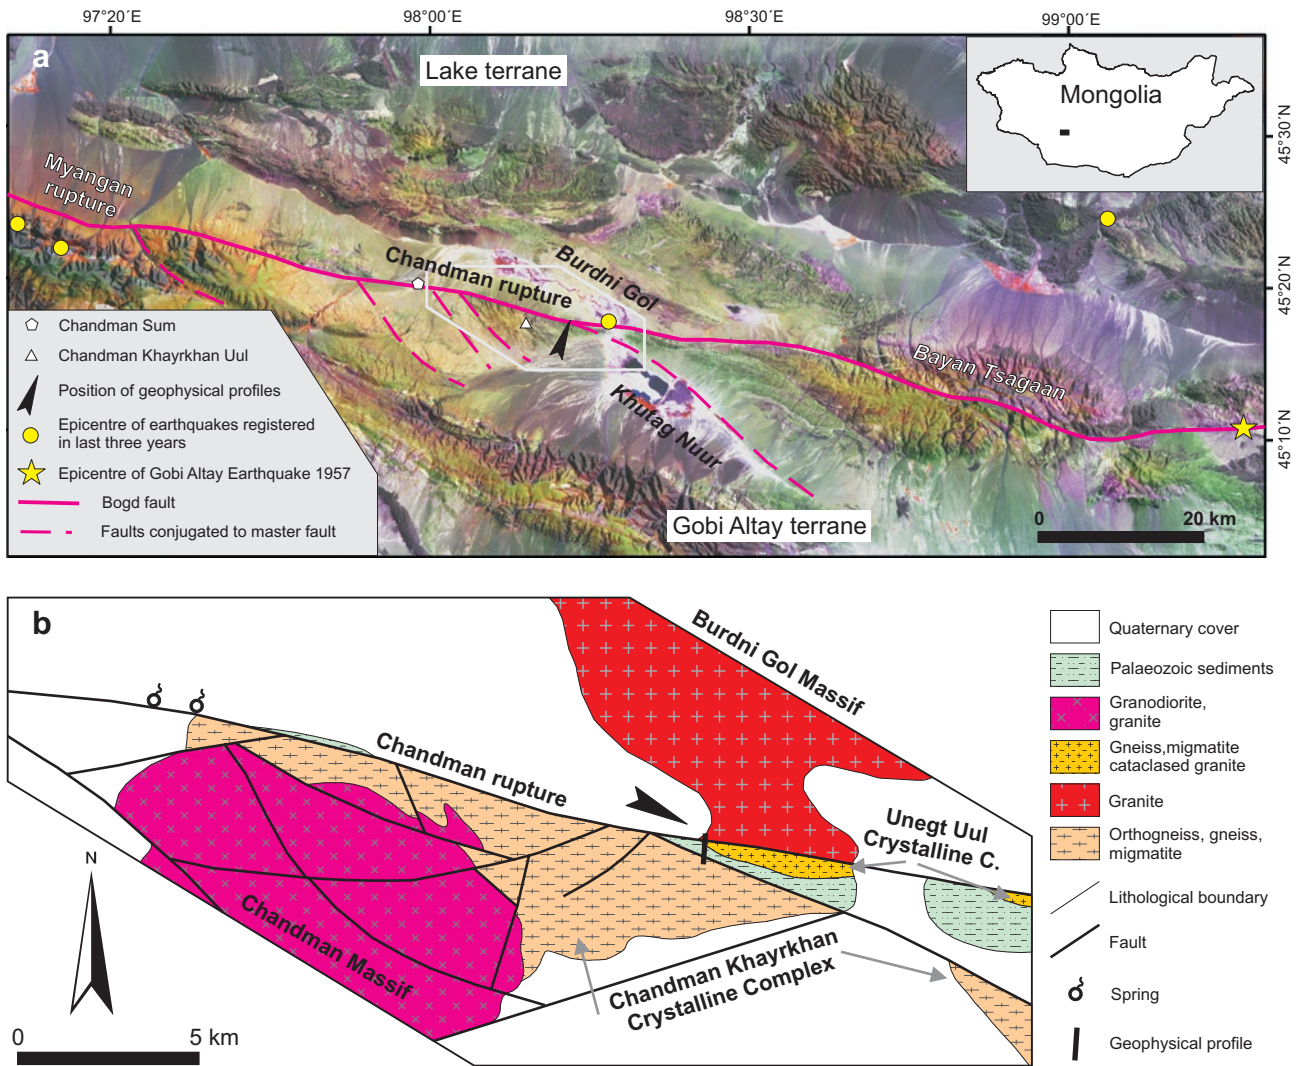 97°20´E
98°00´E
98°30´E
99°00´E
a
Lake terrane
Mongolia
45°30´N
Myangan
rupture
Burdni Gol
Chandman rupture
45°20´N
Chandman Sum
Chandman Khayrkhan Uul
Position of geophysical profiles
Epicentre of earthquakes registered
in last three years
Epicentre of Gobi Altay Earthquake 1957
Bogd fault
Faults conjugated to master fault
Bayan Tsagaan
Khutag Nuur
45°10´N
Gobi Altay terrane
0
20 km
b
Burdni Gol Massif
Chandman rupture
Unegt Uul
Crystalline C.
Chandman Massif
Chandman Khayrkhan
Crystalline Complex
N
0
5 km
Quaternary cover
Palaeozoic sediments
Granodiorite,
granite
Gneiss,migmatite
cataclased granite
Granite
Orthogneiss, gneiss,
migmatite
Lithological boundary
Fault
Spring
Geophysical profile